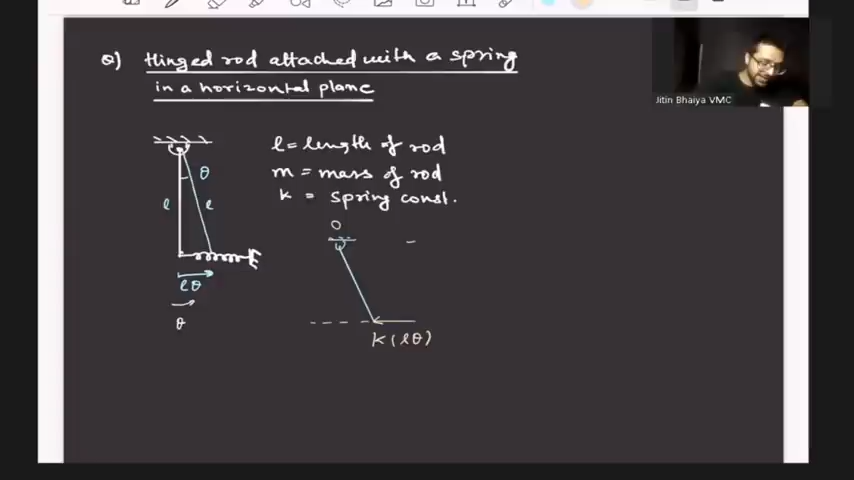 Q) Hinged rod attached with a spring
in a horizontal plane
l = length of rod
m = mass of rod
k = spring const.
θ
l
l
lθ
θ
O
k(lθ)
Jitin Bhaiya VMC